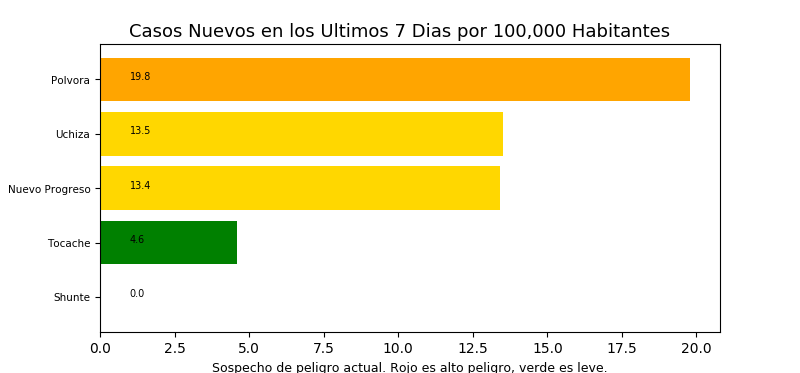 Casos Nuevos en los Ultimos 7 Dias por 100,000 Habitantes
Polvora 19.8
Uchiza 13.5
Nuevo Progreso 13.4
Tocache 4.6
Shunte 0.0
0.0 2.5 5.0 7.5 10.0 12.5 15.0 17.5 20.0
Sospecho de peligro actual. Rojo es alto peligro, verde es leve.